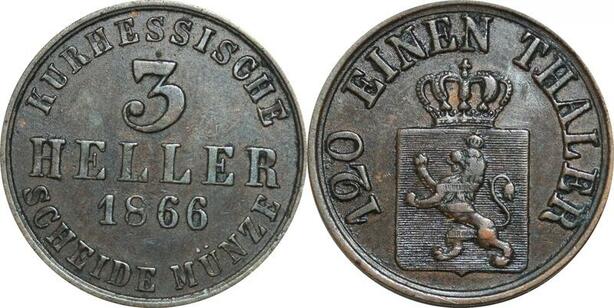 KURHESSISCHE
3
HELLER
1866
SCHEIDE MÜNZE
120 EINEN THALER